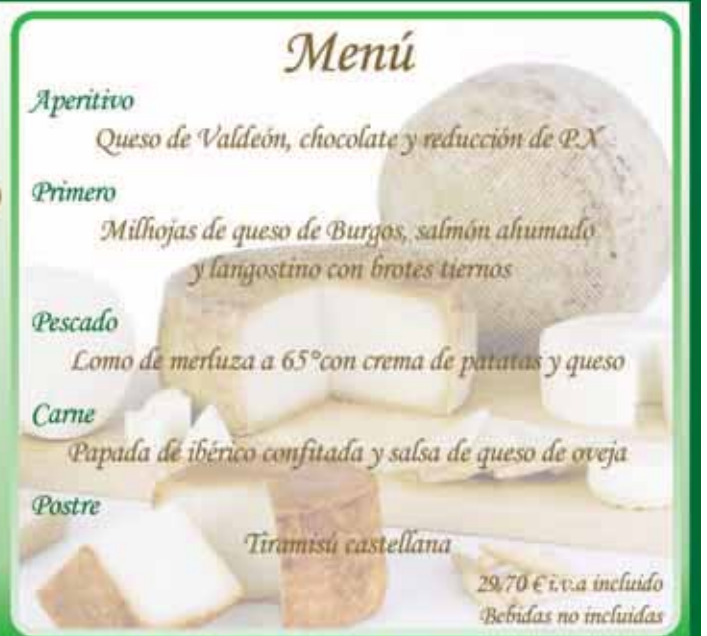 Menú
Aperitivo
Queso de Valdeón, chocolate y reducción de P.X
Primero
Milhojas de queso de Burgos, salmón ahumado
y langostino con brotes tiernos
Pescado
Lomo de merluza a 65°con crema de patatas y queso
Carne
Papada de ibérico confitada y salsa de queso de oveja
Postre
Tiramisú castellana
29,70 € i.v.a incluido
Bebidas no incluidas